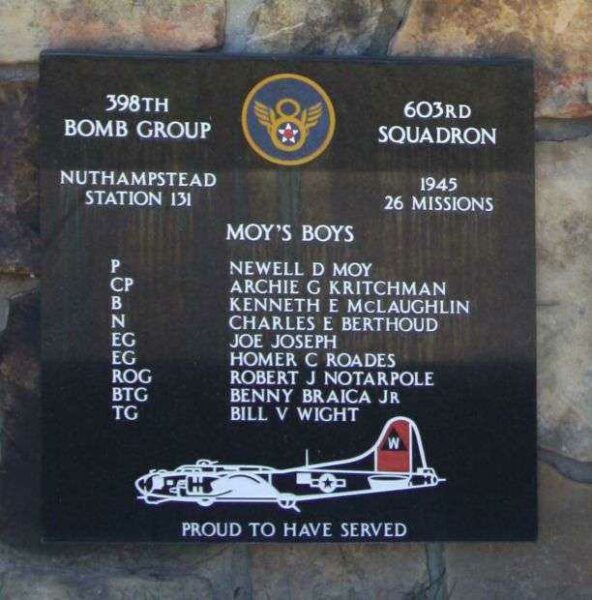 398TH
BOMB GROUP
8
603RD
SQUADRON
NUTHAMPSTEAD
STATION 131
1945
26 MISSIONS
MOY'S BOYS
P NEWELL D MOY
CP ARCHIE G KRITCHMAN
B KENNETH E McLAUGHLIN
N CHARLES E BERTHOUD
EG JOE JOSEPH
EG HOMER C ROADES
ROG ROBERT J NOTARPOLE
BTG BENNY BRAICA JR
TG BILL V WIGHT
W
PROUD TO HAVE SERVED